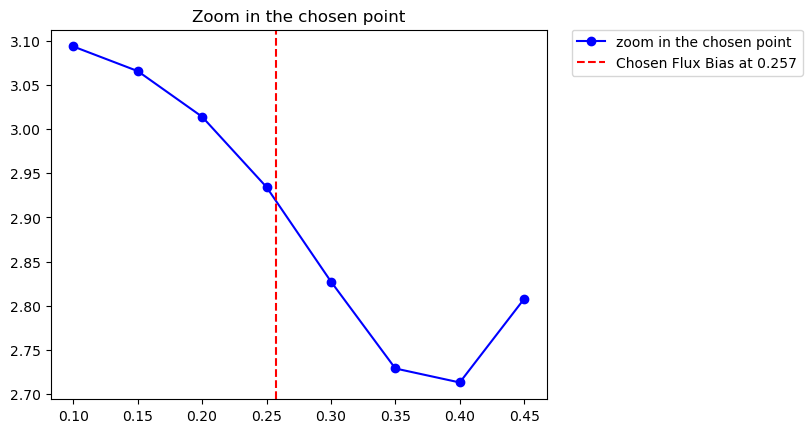 Zoom in the chosen point
zoom in the chosen point
Chosen Flux Bias at 0.257
3.10
3.05
3.00
2.95
2.90
2.85
2.80
2.75
2.70
0.10 0.15 0.20 0.25 0.30 0.35 0.40 0.45